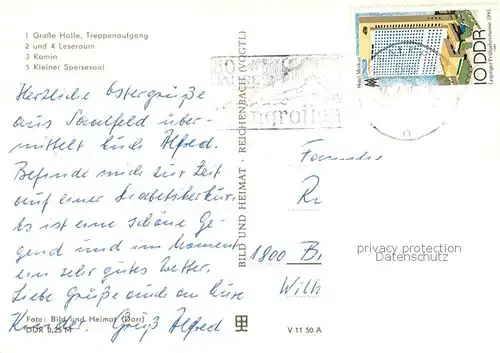 1 Große Halle, Treppenaufgang
2 und 4 Leseraum
3 Kamin
5 Kleiner Speisesaal
Herzliche Ostergrüße
aus Saalfeld über-
mittelt Euch Alfred.
Befinde mich zur Zeit
auf einer Diabetikerkur.
Es ist eine schöne Ge-
gend und im Moment
ein sehr gutes Wetter.
Liebe Grüße auch an Eure
Kinder. Gruß Alfred
Foto: Bild und Heimat (Darr)
DDR 0,25 M
BILD UND HEIMAT · REICHENBACH (VOGTL)
V 11 50 A
10 DDR
Hotel Merkur
Leipziger Frühjahrsmesse
Familie
1800 B
privacy protection
Datenschutz